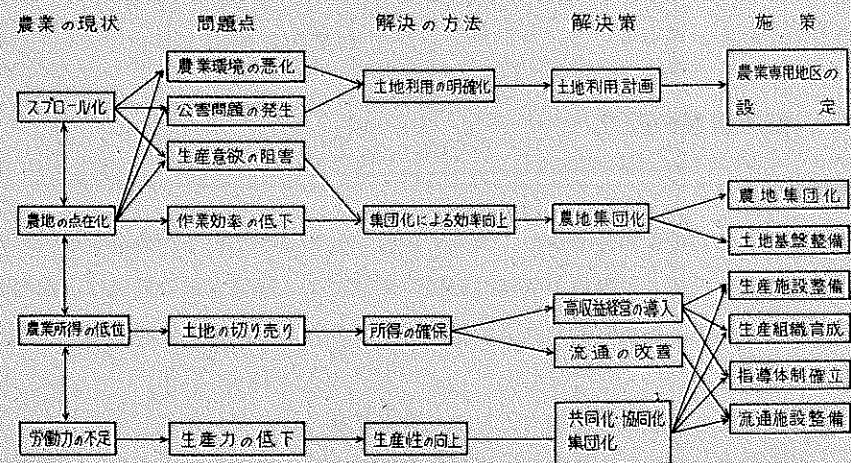 農業の現状
問題点
解決の方法
解決策
施策
スプロール化
農地の点在化
農業所得の低位
労働力の不足
農業環境の悪化
公害問題の発生
生産意欲の阻害
作業効率の低下
土地の切り売り
生産力の低下
土地利用の明確化
集団化による効率向上
所得の確保
生産性の向上
土地利用計画
農地集団化
高収益経営の導入
流通の改善
共同化・協同化
集団化
農業専用地区の
設定
農地集団化
土地基盤整備
生産施設整備
生産組織育成
指導体制確立
流通施設整備